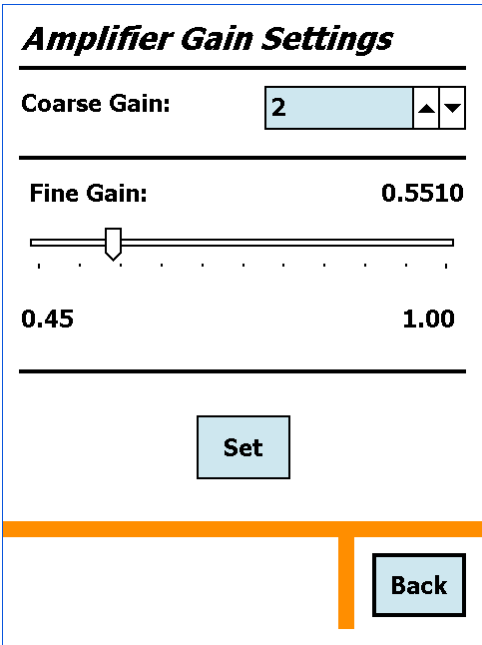 Amplifier Gain Settings
Coarse Gain: 2
Fine Gain: 0.5510
0.45 1.00
Set
Back